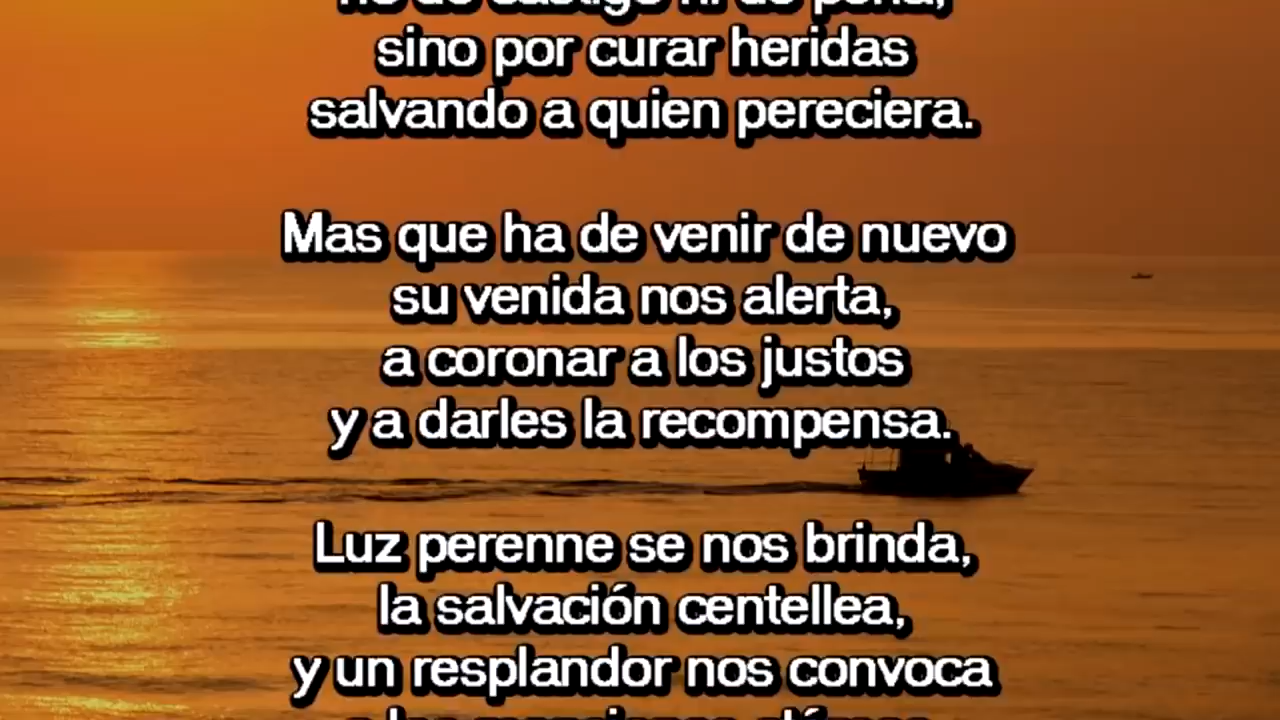 sino por curar heridas
salvando a quien pereciera.
Mas que ha de venir de nuevo
su venida nos alerta,
a coronar a los justos
y a darles la recompensa.
Luz perenne se nos brinda,
la salvación centellea,
y un resplandor nos convoca